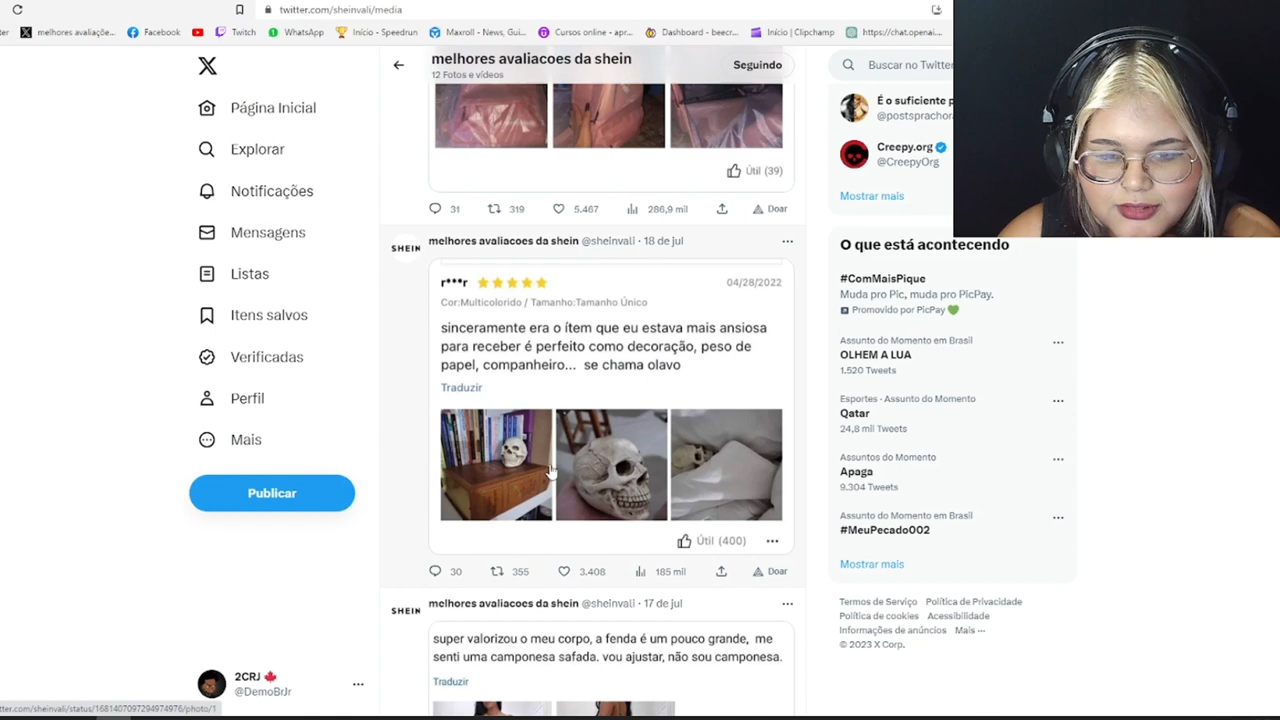 twitter.com/sheinvali/media
melhores avaliaçõe...
Facebook
Twitch
WhatsApp
Início - Speedrun
Maxroll - News, Gui...
Cursos online - apr...
Dashboard - beecr...
Início | Clipchamp
https://chat.openai....
Página Inicial
Explorar
Notificações
Mensagens
Listas
Itens salvos
Verificadas
Perfil
Mais
Publicar
2CRJ
@DemoBrJr
melhores avaliacoes da shein
12 Fotos e vídeos
Seguindo
Útil (39)
31 319 5.467 286,9 mil Doar
SHEIN
melhores avaliacoes da shein @sheinvali · 18 de jul
r***r
04/28/2022
Cor:Multicolorido / Tamanho:Tamanho Único
sinceramente era o ítem que eu estava mais ansiosa
para receber é perfeito como decoração, peso de
papel, companheiro... se chama olavo
Traduzir
Útil (400)
30 355 3.408 185 mil Doar
SHEIN
melhores avaliacoes da shein @sheinvali · 17 de jul
super valorizou o meu corpo, a fenda é um pouco grande, me
senti uma camponesa safada. vou ajustar, não sou camponesa.
Traduzir
Buscar no Twitter
É o suficiente p
@postsprachor
Creepy.org
@CreepyOrg
Mostrar mais
O que está acontecendo
#ComMaisPique
Muda pro Pic, muda pro PicPay.
Promovido por PicPay
Assunto do Momento em Brasil
OLHEM A LUA
1.520 Tweets
Esportes · Assunto do Momento
Qatar
24,8 mil Tweets
Assuntos do Momento
Apaga
9.304 Tweets
Assunto do Momento em Brasil
#MeuPecado002
Mostrar mais
Termos de Serviço Política de Privacidade
Política de cookies Acessibilidade
Informações de anúncios Mais ···
© 2023 X Corp.
tter.com/sheinvali/status/1681407097294974976/photo/1